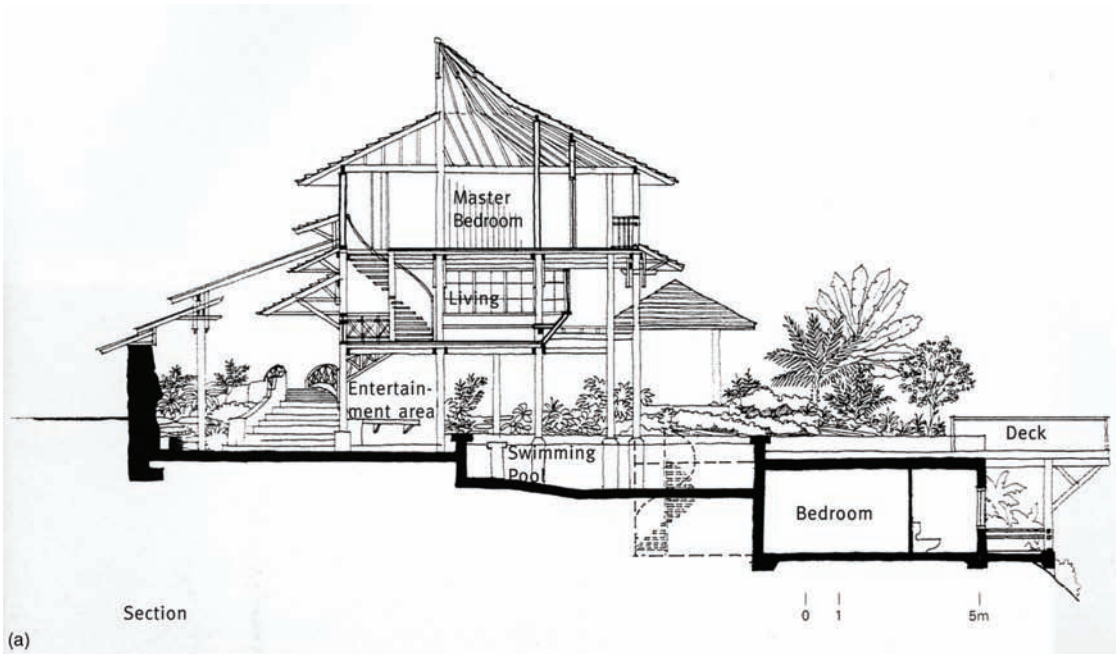 Master
Bedroom
Living
Entertain-
ment area
Swimming
Pool
Deck
Bedroom
0 1 5m
Section
(a)